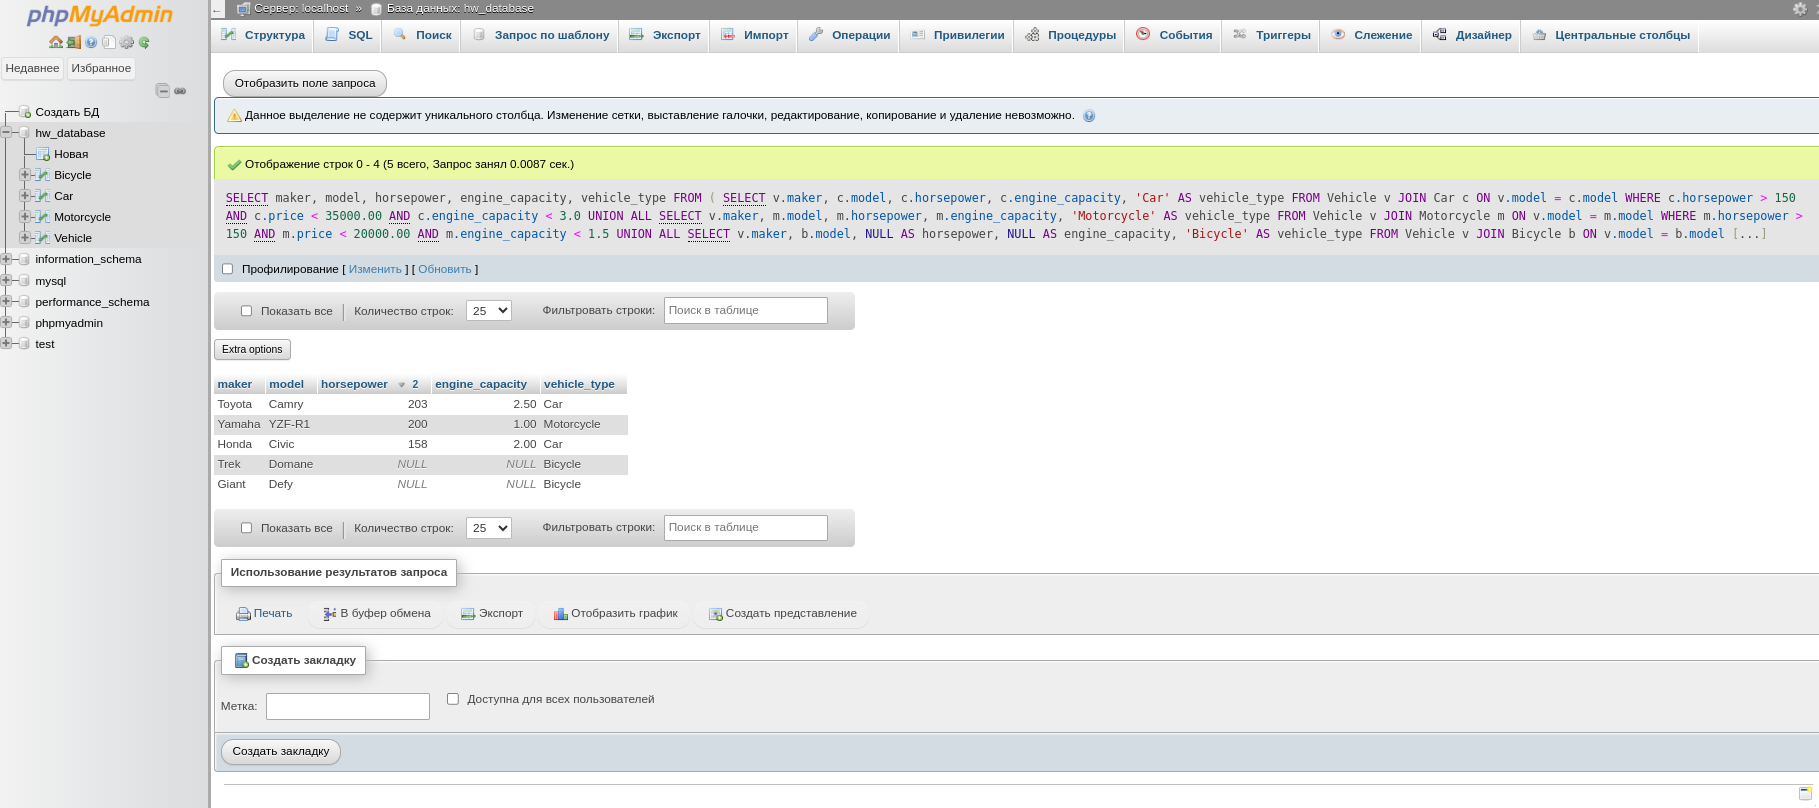 phpMyAdmin
Недавнее Избранное
Создать БД
hw_database
Новая
Bicycle
Car
Motorcycle
Vehicle
information_schema
mysql
performance_schema
phpmyadmin
test
← Сервер: localhost » База данных: hw_database
Структура SQL Поиск Запрос по шаблону Экспорт Импорт Операции Привилегии Процедуры События Триггеры Слежение Дизайнер Центральные столбцы
Отобразить поле запроса
Данное выделение не содержит уникального столбца. Изменение сетки, выставление галочки, редактирование, копирование и удаление невозможно.
Отображение строк 0 - 4 (5 всего, Запрос занял 0.0087 сек.)
SELECT maker, model, horsepower, engine_capacity, vehicle_type FROM ( SELECT v.maker, c.model, c.horsepower, c.engine_capacity, 'Car' AS vehicle_type FROM Vehicle v JOIN Car c ON v.model = c.model WHERE c.horsepower > 150
AND c.price < 35000.00 AND c.engine_capacity < 3.0 UNION ALL SELECT v.maker, m.model, m.horsepower, m.engine_capacity, 'Motorcycle' AS vehicle_type FROM Vehicle v JOIN Motorcycle m ON v.model = m.model WHERE m.horsepower >
150 AND m.price < 20000.00 AND m.engine_capacity < 1.5 UNION ALL SELECT v.maker, b.model, NULL AS horsepower, NULL AS engine_capacity, 'Bicycle' AS vehicle_type FROM Vehicle v JOIN Bicycle b ON v.model = b.model [...]
Профилирование [ Изменить ] [ Обновить ]
Показать все Количество строк: 25 Фильтровать строки: Поиск в таблице
Extra options
maker model horsepower 2 engine_capacity vehicle_type
Toyota Camry 203 2.50 Car
Yamaha YZF-R1 200 1.00 Motorcycle
Honda Civic 158 2.00 Car
Trek Domane NULL NULL Bicycle
Giant Defy NULL NULL Bicycle
Показать все Количество строк: 25 Фильтровать строки: Поиск в таблице
Использование результатов запроса
Печать В буфер обмена Экспорт Отобразить график Создать представление
Создать закладку
Метка: Доступна для всех пользователей
Создать закладку